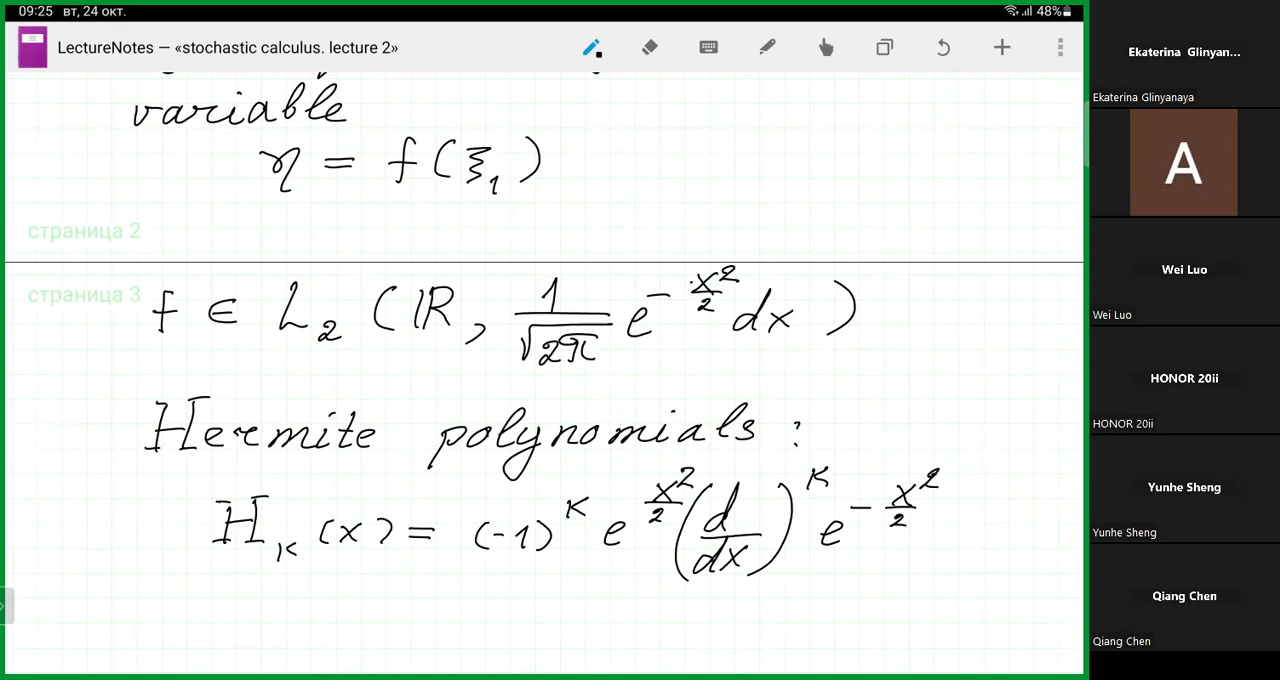 09:25 вт, 24 окт.
48%
LectureNotes — «stochastic calculus. lecture 2»
variable
η = f(ξ₁)
страница 2
страница 3
f ∈ L₂(ℝ, 1/√2π e^{-x²/2} dx)
Hermite polynomials:
H_k(x) = (-1)^k e^{x²/2} (d/dx)^k e^{-x²/2}
Ekaterina Glinyan...
Ekaterina Glinyanaya
A
Wei Luo
Wei Luo
HONOR 20ii
HONOR 20ii
Yunhe Sheng
Yunhe Sheng
Qiang Chen
Qiang Chen